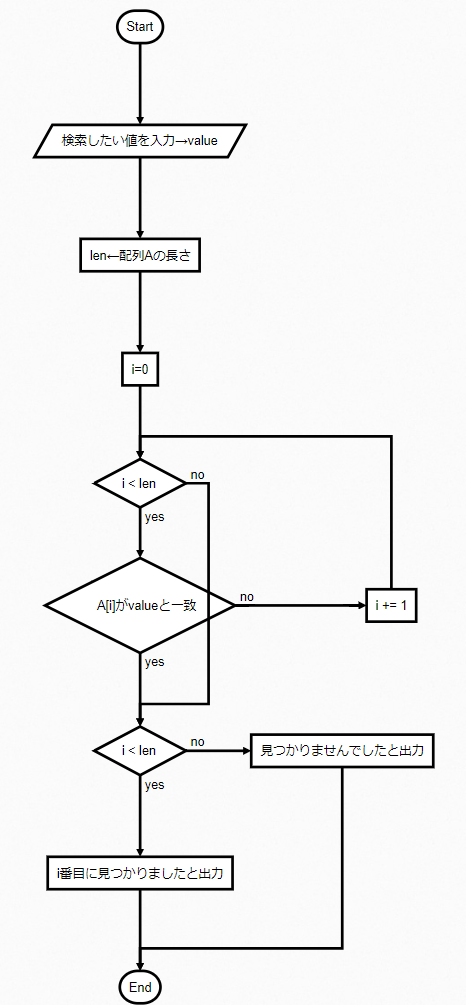 Start
検索したい値を入力→value
len←配列Aの長さ
i=0
i < len
no
yes
A[i]がvalueと一致
no
i += 1
yes
i < len
no
見つかりませんでしたと出力
yes
i番目に見つかりましたと出力
End